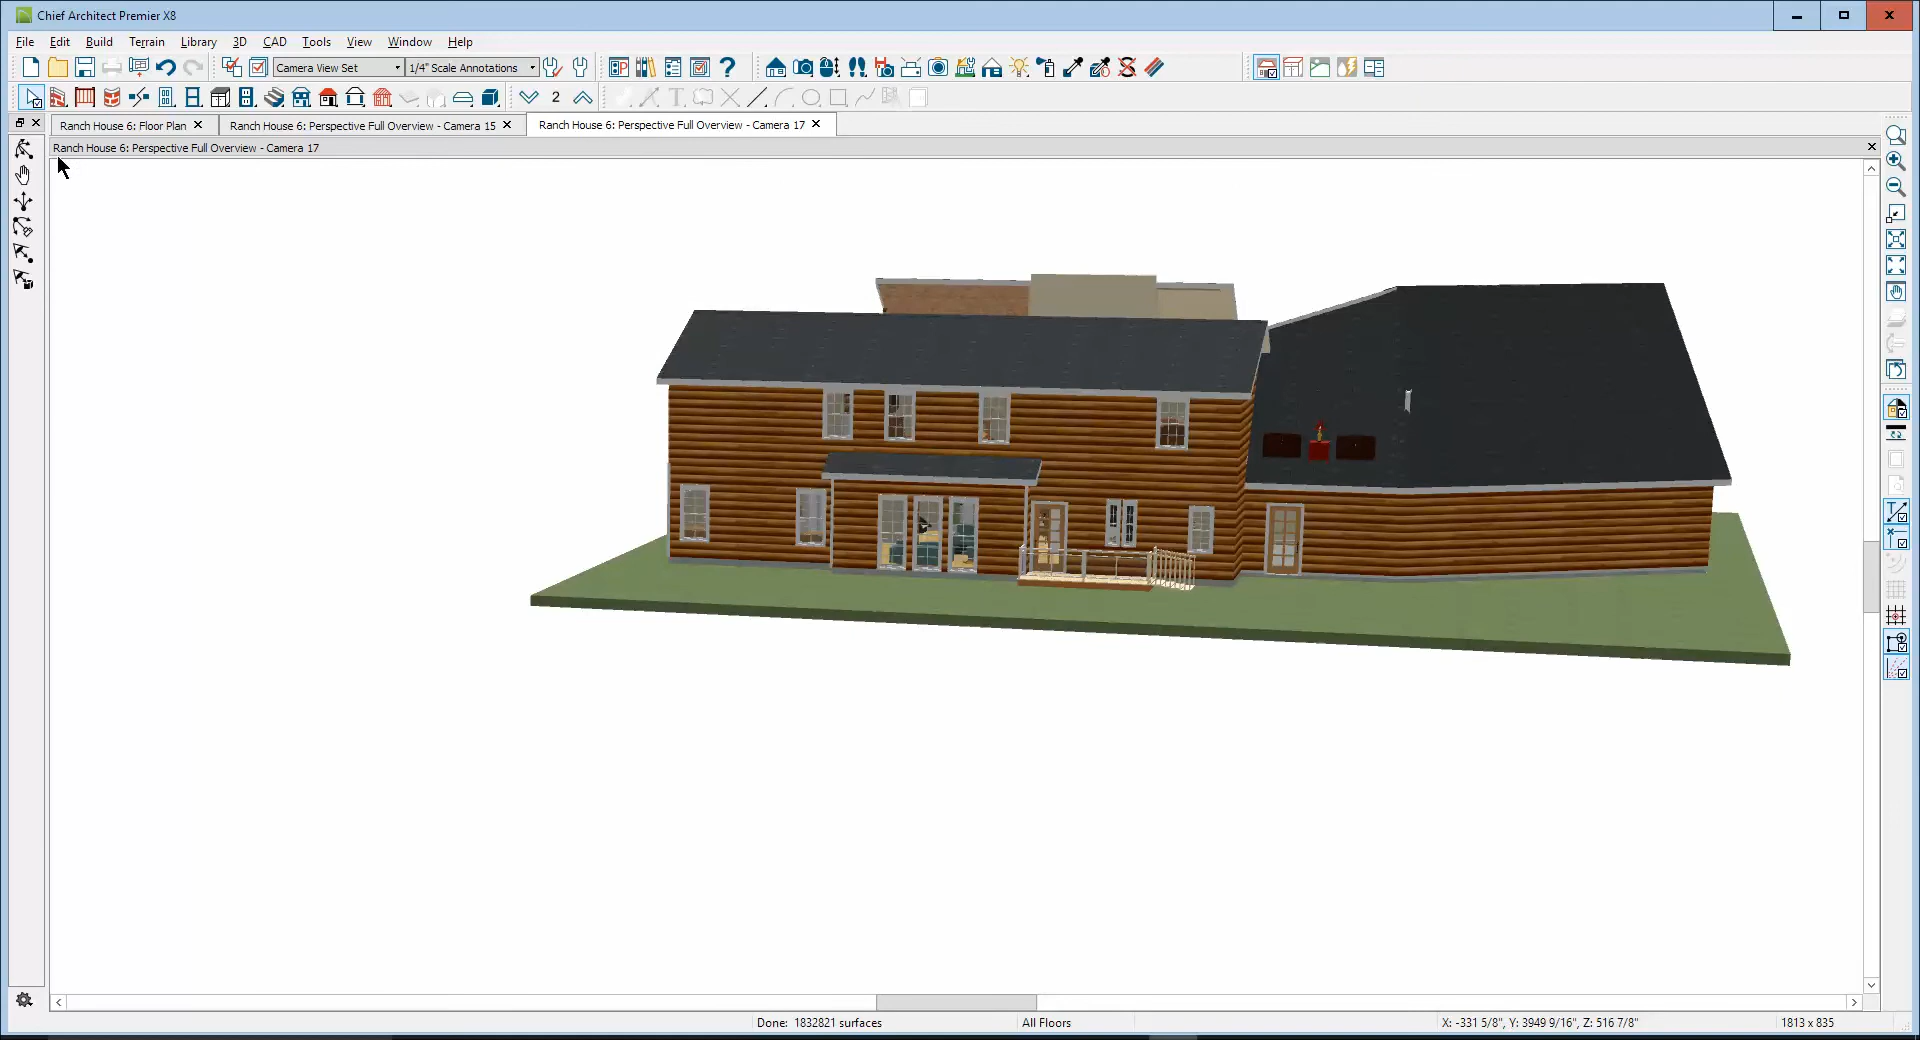 Chief Architect Premier X8
File Edit Build Terrain Library 3D CAD Tools View Window Help
Camera View Set 1/4" Scale Annotations
2
Ranch House 6: Floor Plan Ranch House 6: Perspective Full Overview - Camera 15 Ranch House 6: Perspective Full Overview - Camera 17
Ranch House 6: Perspective Full Overview - Camera 17
Done: 1832821 surfaces All Floors X: -331 5/8", Y: 3949 9/16", Z: 516 7/8" 1813 x 835